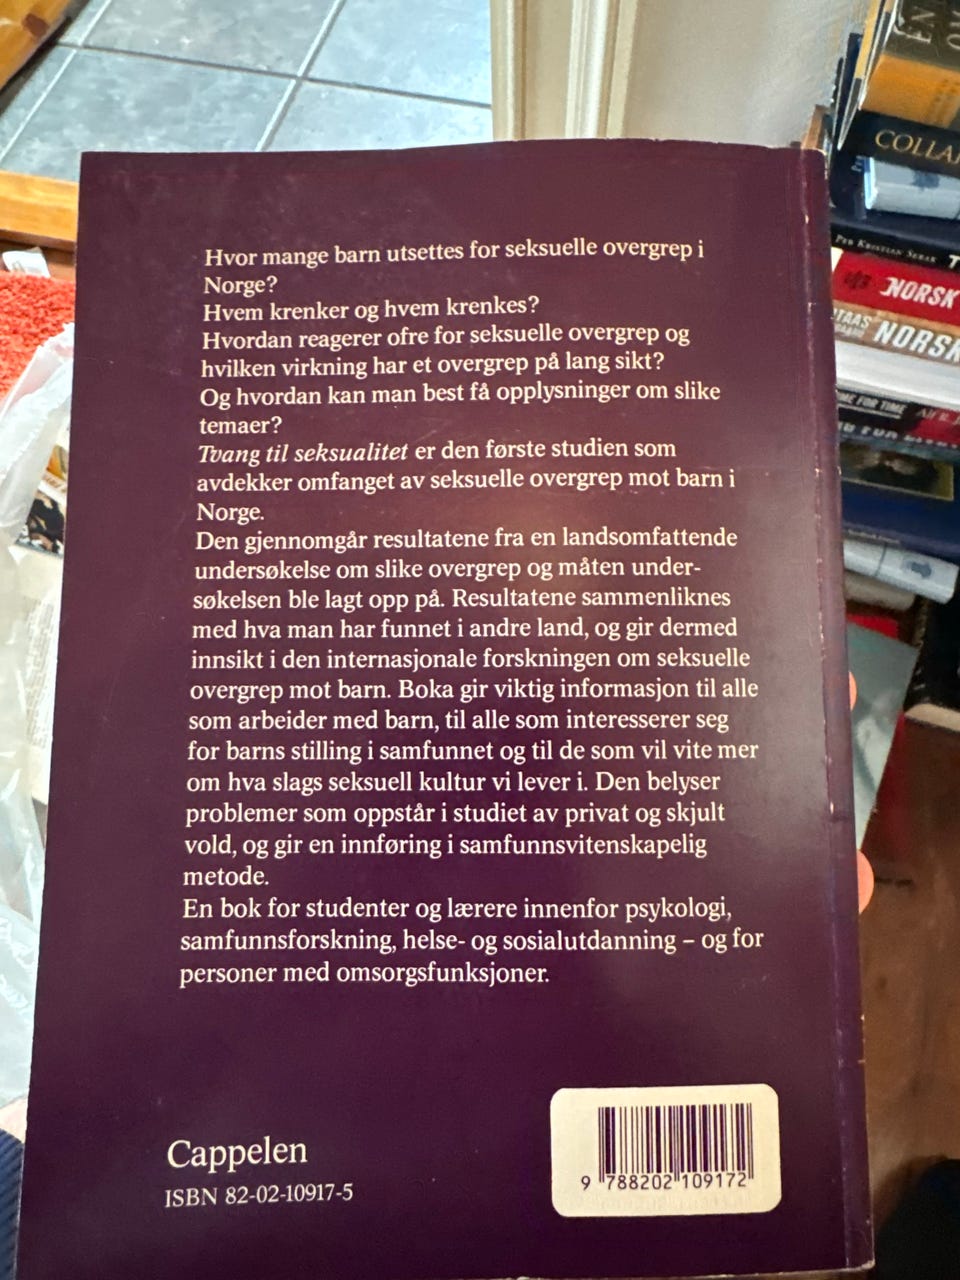 Hvor mange barn utsettes for seksuelle overgrep i
Norge?
Hvem krenker og hvem krenkes?
Hvordan reagerer ofre for seksuelle overgrep og
hvilken virkning har et overgrep på lang sikt?
Og hvordan kan man best få opplysninger om slike
temaer?
Tvang til seksualitet er den første studien som
avdekker omfanget av seksuelle overgrep mot barn i
Norge.
Den gjennomgår resultatene fra en landsomfattende
undersøkelse om slike overgrep og måten under-
søkelsen ble lagt opp på. Resultatene sammenliknes
med hva man har funnet i andre land, og gir dermed
innsikt i den internasjonale forskningen om seksuelle
overgrep mot barn. Boka gir viktig informasjon til alle
som arbeider med barn, til alle som interesserer seg
for barns stilling i samfunnet og til de som vil vite mer
om hva slags seksuell kultur vi lever i. Den belyser
problemer som oppstår i studiet av privat og skjult
vold, og gir en innføring i samfunnsvitenskapelig
metode.
En bok for studenter og lærere innenfor psykologi,
samfunnsforskning, helse- og sosialutdanning – og for
personer med omsorgsfunksjoner.
Cappelen
ISBN 82-02-10917-5
9 788202 109172
EN
COLLA
PER KRISTIAN SEBAK
NORSK
NORSK
FOR TIME